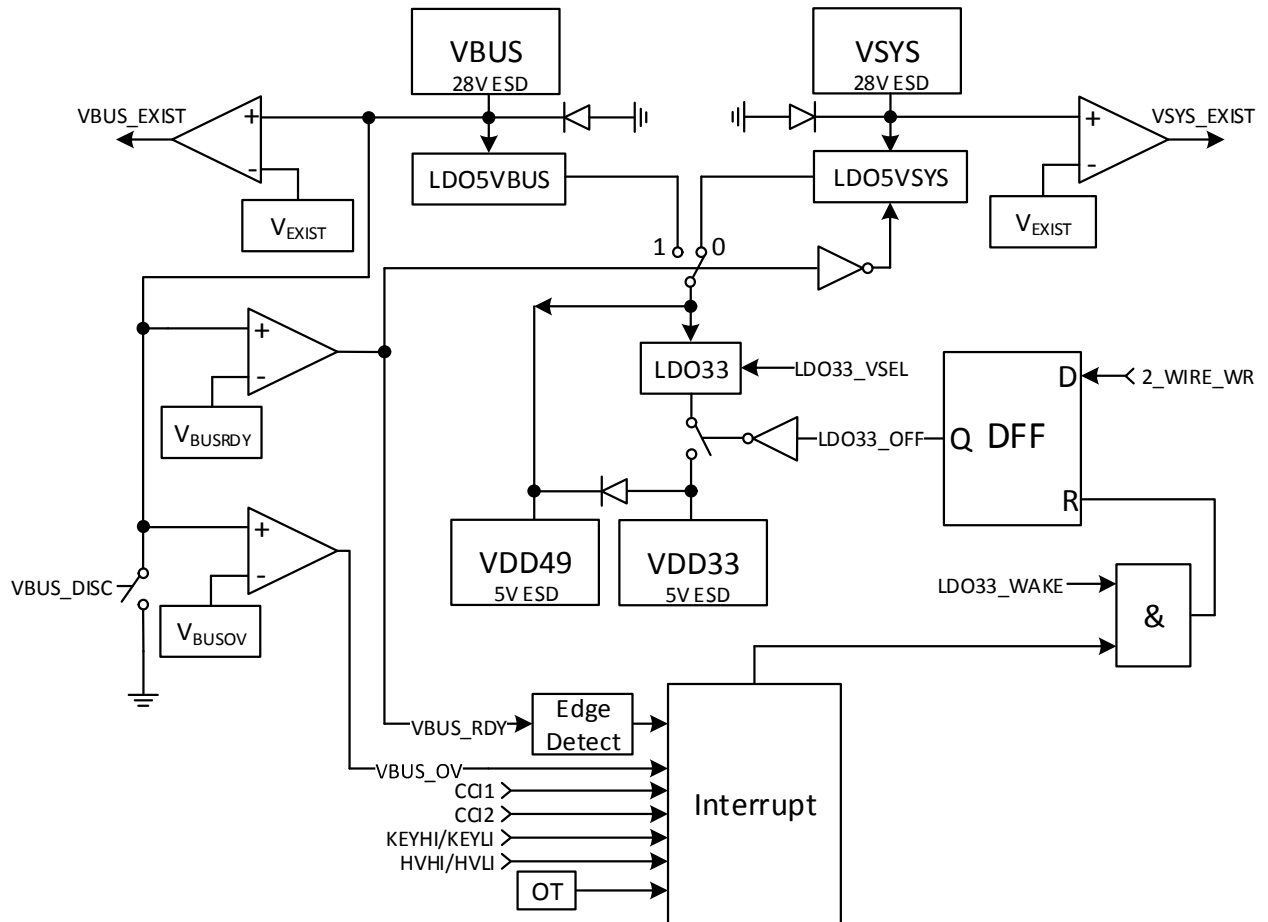 VBUS
28V ESD
VSYS
28V ESD
VBUS_EXIST
+
-
VEXIST
LDO5VBUS
LDO5VSYS
+
-
VSYS_EXIST
VEXIST
1
0
+
-
VBUSRDY
LDO33
LDO33_VSEL
D
2_WIRE_WR
Q
DFF
LDO33_OFF
R
+
-
VBUS_DISC
VBUSOV
VDD49
5V ESD
VDD33
5V ESD
LDO33_WAKE
&
VBUS_RDY
Edge
Detect
VBUS_OV
CCI1
CCI2
KEYHI/KEYLI
HVHI/HVLI
OT
Interrupt